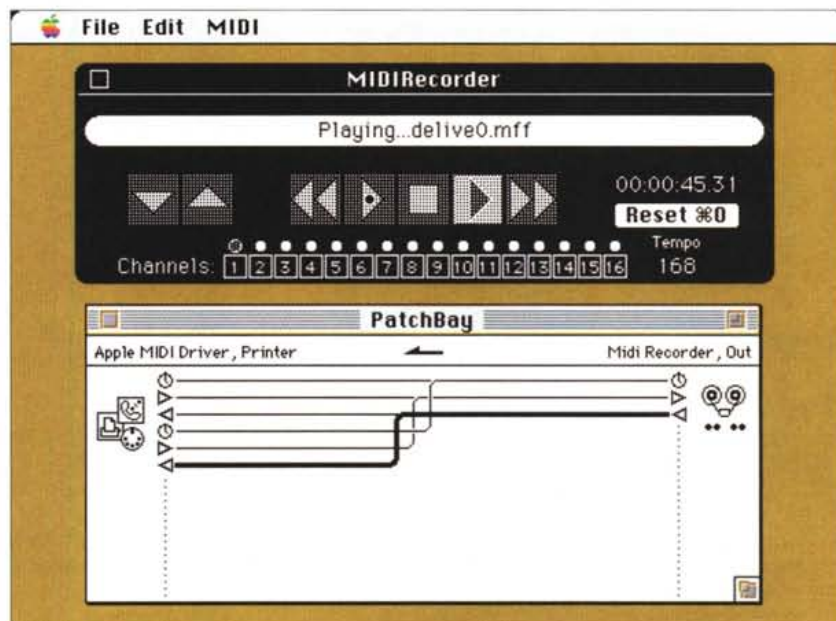 File Edit MIDI
MIDIRecorder
Playing...delive0.mff
00:00:45.31
Reset ⌘0
Tempo
168
Channels: 1 2 3 4 5 6 7 8 9 10 11 12 13 14 15 16
PatchBay
Apple MIDI Driver, Printer
Midi Recorder, Out